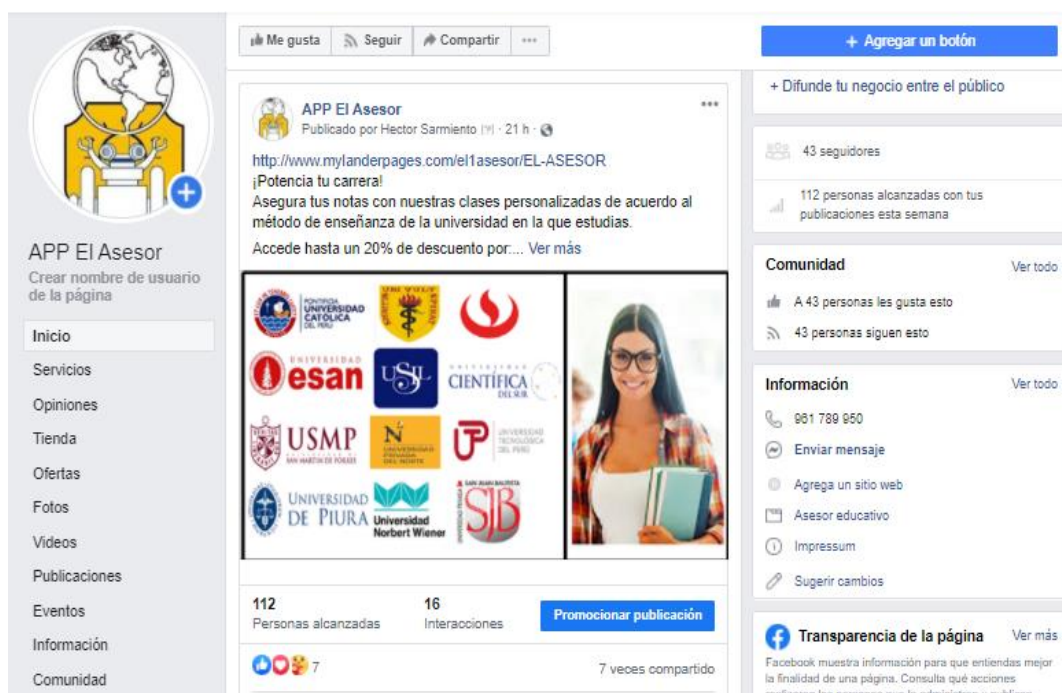 Me gusta
Seguir
Compartir
+ Agregar un botón
APP El Asesor
Crear nombre de usuario
de la página
Inicio
Servicios
Opiniones
Tienda
Ofertas
Fotos
Videos
Publicaciones
Eventos
Información
Comunidad
APP El Asesor
Publicado por Hector Sarmiento · 21 h ·
http://www.mylanderpages.com/el1asesor/EL-ASESOR
¡Potencia tu carrera!
Asegura tus notas con nuestras clases personalizadas de acuerdo al
método de enseñanza de la universidad en la que estudias.
Accede hasta un 20% de descuento por.... Ver más
PONTIFICIA
UNIVERSIDAD
CATÓLICA
DEL PERÚ
UNIVERSIDAD
esan
USIL
CIENTÍFICA
DEL SUR
USMP
UNIVERSIDAD DE
SAN MARTIN DE PORRES
N
UNIVERSIDAD
PRIVADA
DEL NORTE
UNIVERSIDAD
TECNOLÓGICA
DEL PERÚ
UNIVERSIDAD
DE PIURA
Universidad
Norbert Wiener
SAN JUAN BAUTISTA
SJB
112
Personas alcanzadas
16
Interacciones
Promocionar publicación
7
7 veces compartido
+ Difunde tu negocio entre el público
43 seguidores
112 personas alcanzadas con tus
publicaciones esta semana
Comunidad
Ver todo
A 43 personas les gusta esto
43 personas siguen esto
Información
Ver todo
961 789 950
Enviar mensaje
Agrega un sitio web
Asesor educativo
Impressum
Sugerir cambios
Transparencia de la página
Ver más
Facebook muestra información para que entiendas mejor
la finalidad de una página. Consulta qué acciones